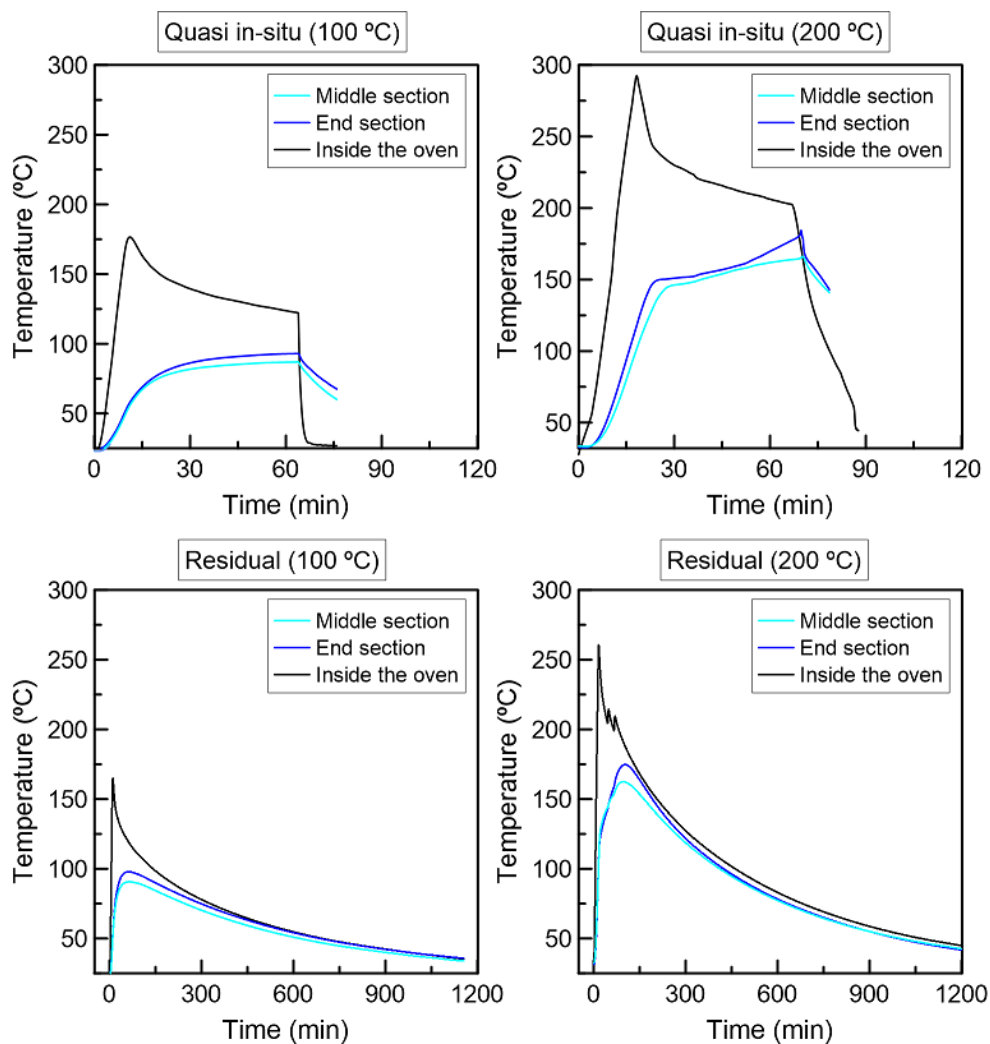 Quasi in-situ (100 ºC)
300
250
200
150
100
50
Temperature (ºC)
Middle section
End section
Inside the oven
0 30 60 90 120
Time (min)
Quasi in-situ (200 ºC)
300
250
200
150
100
50
Temperature (ºC)
Middle section
End section
Inside the oven
0 30 60 90 120
Time (min)
Residual (100 ºC)
300
250
200
150
100
50
Temperature (ºC)
Middle section
End section
Inside the oven
0 300 600 900 1200
Time (min)
Residual (200 ºC)
300
250
200
150
100
50
Temperature (ºC)
Middle section
End section
Inside the oven
0 300 600 900 1200
Time (min)